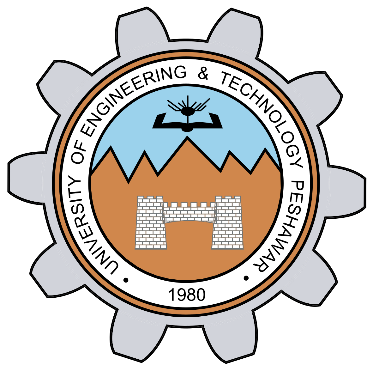 UNIVERSITY OF ENGINEERING & TECHNOLOGY PESHAWAR
1980